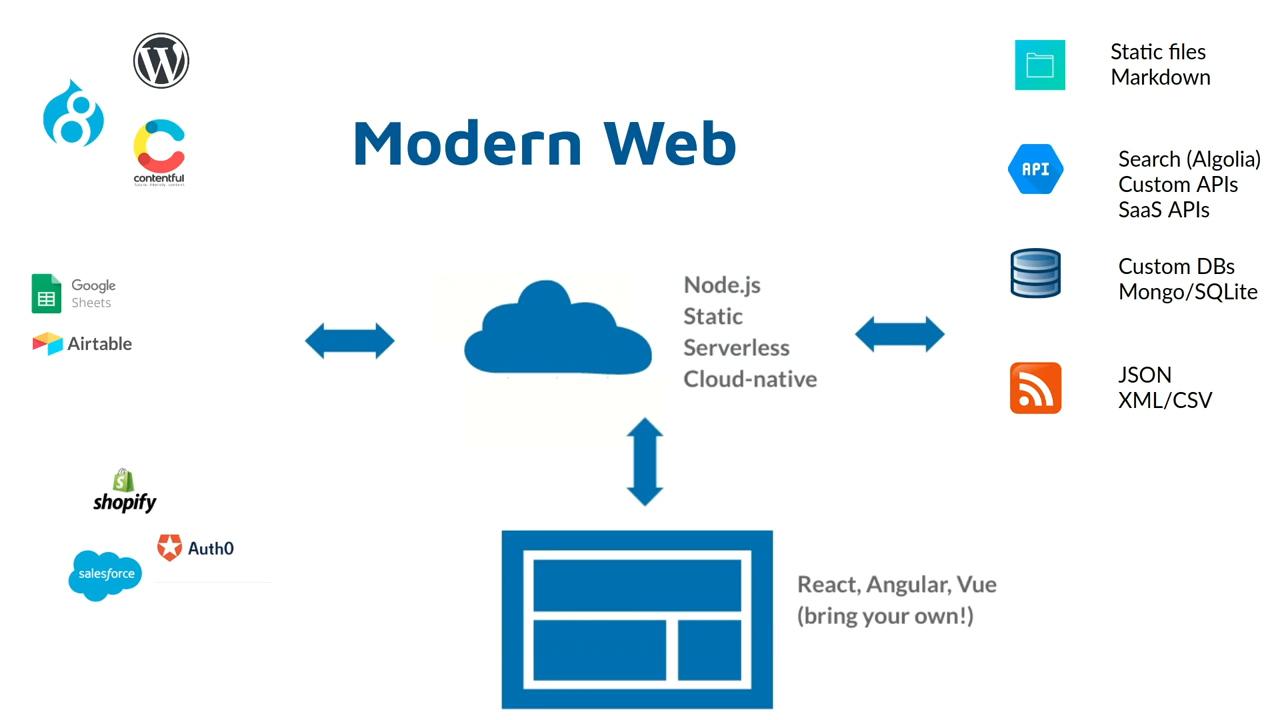 Modern Web
contentful
Google
Sheets
Airtable
shopify
Auth0
salesforce
Node.js
Static
Serverless
Cloud-native
React, Angular, Vue
(bring your own!)
Static files
Markdown
API
Search (Algolia)
Custom APIs
SaaS APIs
Custom DBs
Mongo/SQLite
JSON
XML/CSV